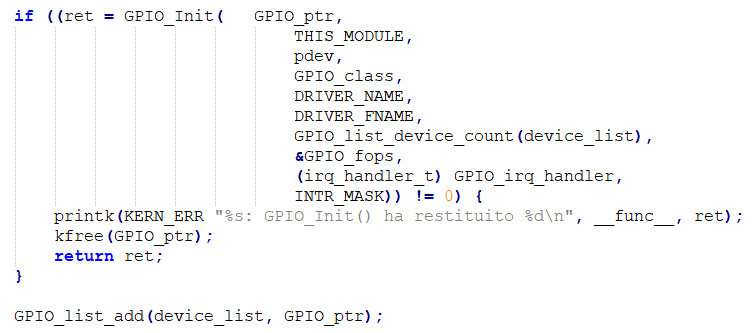 if ((ret = GPIO_Init(   GPIO_ptr,
                            THIS_MODULE,
                            pdev,
                            GPIO_class,
                            DRIVER_NAME,
                            DRIVER_FNAME,
                            GPIO_list_device_count(device_list),
                            &GPIO_fops,
                            (irq_handler_t) GPIO_irq_handler,
                            INTR_MASK)) != 0) {
    printk(KERN_ERR "%s: GPIO_Init() ha restituito %d\n", __func__, ret);
    kfree(GPIO_ptr);
    return ret;
}

GPIO_list_add(device_list, GPIO_ptr);